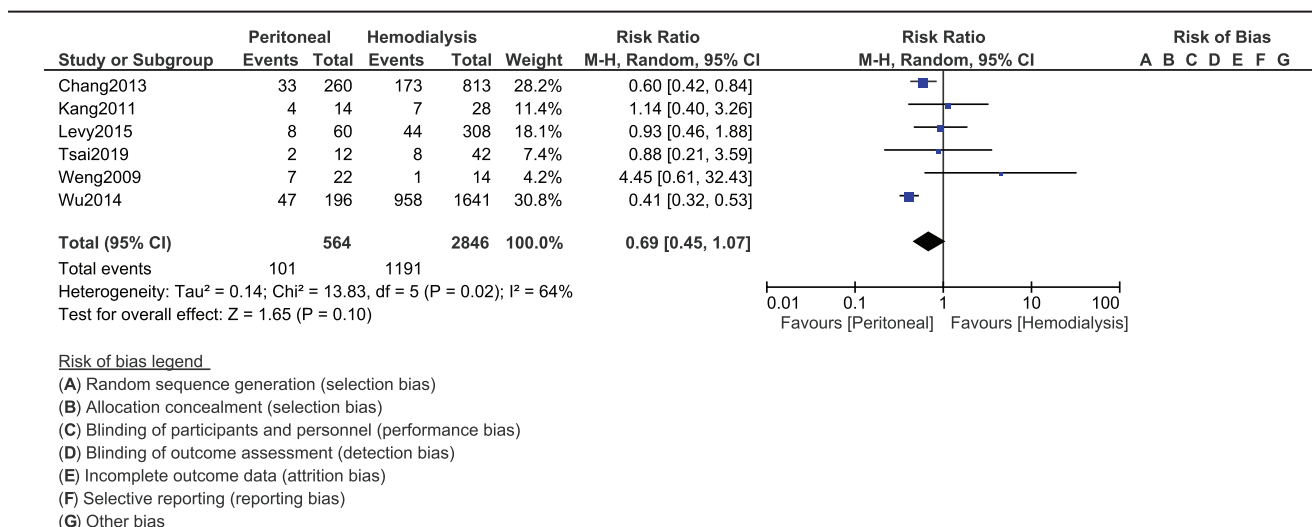 Peritoneal Hemodialysis Risk Ratio Risk Ratio Risk of Bias
Study or Subgroup Events Total Events Total Weight M-H, Random, 95% CI M-H, Random, 95% CI A B C D E F G
Chang2013 33 260 173 813 28.2% 0.60 [0.42, 0.84]
Kang2011 4 14 7 28 11.4% 1.14 [0.40, 3.26]
Levy2015 8 60 44 308 18.1% 0.93 [0.46, 1.88]
Tsai2019 2 12 8 42 7.4% 0.88 [0.21, 3.59]
Weng2009 7 22 1 14 4.2% 4.45 [0.61, 32.43]
Wu2014 47 196 958 1641 30.8% 0.41 [0.32, 0.53]
Total (95% CI) 564 2846 100.0% 0.69 [0.45, 1.07]
Total events 101 1191
Heterogeneity: Tau² = 0.14; Chi² = 13.83, df = 5 (P = 0.02); I² = 64%
Test for overall effect: Z = 1.65 (P = 0.10)
0.01 0.1 1 10 100
Favours [Peritoneal] Favours [Hemodialysis]
Risk of bias legend
(A) Random sequence generation (selection bias)
(B) Allocation concealment (selection bias)
(C) Blinding of participants and personnel (performance bias)
(D) Blinding of outcome assessment (detection bias)
(E) Incomplete outcome data (attrition bias)
(F) Selective reporting (reporting bias)
(G) Other bias